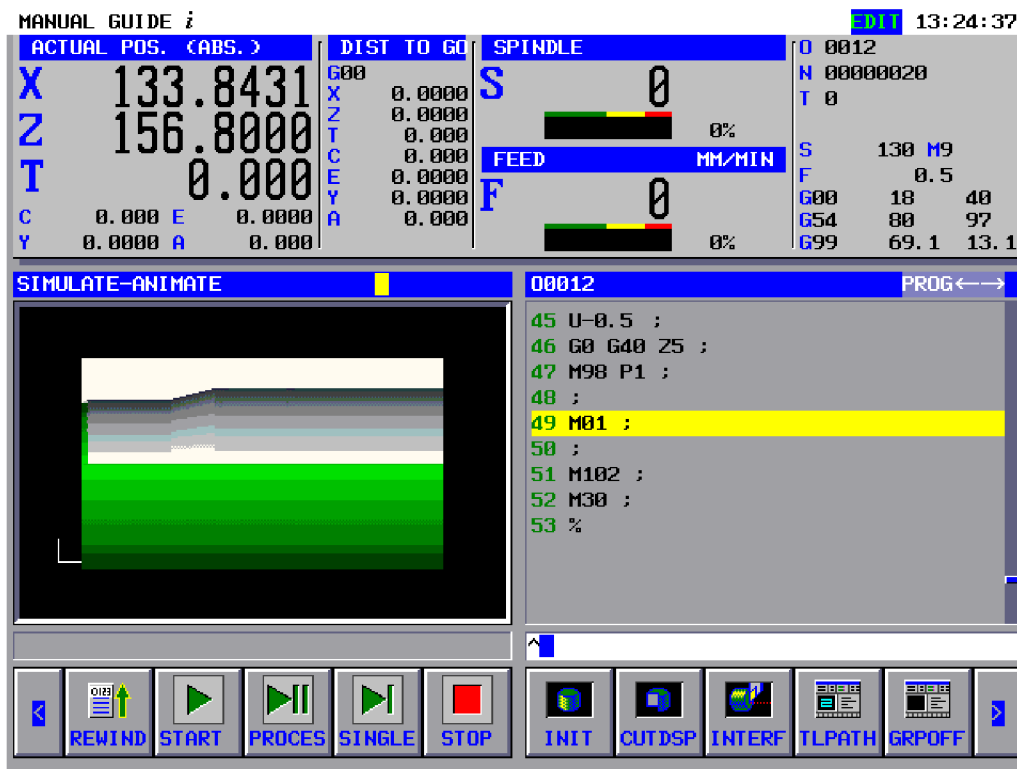 MANUAL GUIDE i EDIT 13:24:37
ACTUAL POS. (ABS.)
X 133.8431
Z 156.8000
T 0.000
C 0.000 E 0.0000
Y 0.0000 A 0.000
DIST TO GO
G00
X 0.0000
Z 0.0000
T 0.000
C 0.000
E 0.0000
Y 0.0000
A 0.000
SPINDLE
S 0
0%
FEED MM/MIN
F 0
0%
O 0012
N 00000020
T 0
S 130 M9
F 0.5
G00 18 40
G54 80 97
G99 69.1 13.1
SIMULATE-ANIMATE
O0012 PROG←→
45 U-0.5 ;
46 G0 G40 Z5 ;
47 M98 P1 ;
48 ;
49 M01 ;
50 ;
51 M102 ;
52 M30 ;
53 %
^
< REWIND START PROCES SINGLE STOP INIT CUTDSP INTERF TLPATH GRPOFF >
0123